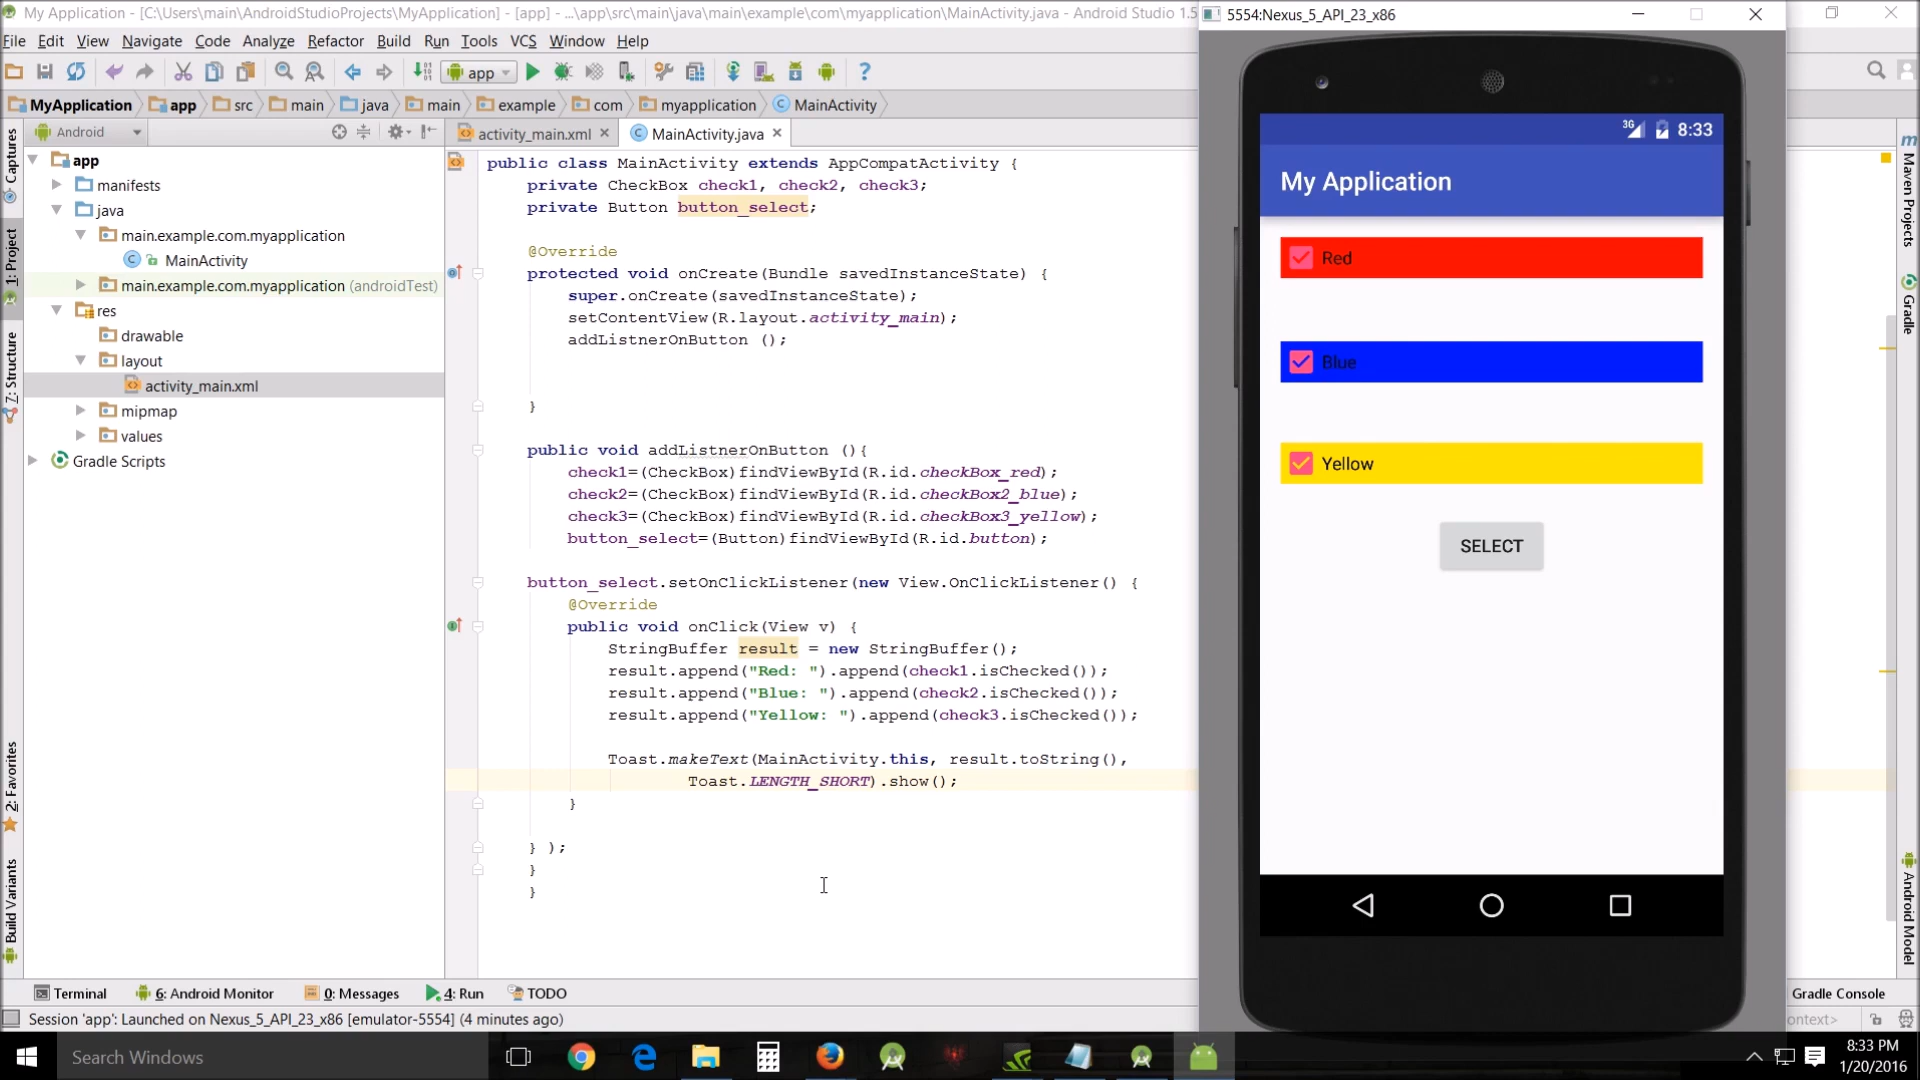 My Application - [C:\Users\main\AndroidStudioProjects\MyApplication] - [app] - ...\app\src\main\java\main\example\com\myapplication\MainActivity.java - Android Studio 1.5
File Edit View Navigate Code Analyze Refactor Build Run Tools VCS Window Help
app
MyApplication app src main java main example com myapplication MainActivity
Android
activity_main.xml
MainActivity.java
Captures
1: Project
Z: Structure
2: Favorites
Build Variants
app
manifests
java
main.example.com.myapplication
MainActivity
main.example.com.myapplication (androidTest)
res
drawable
layout
activity_main.xml
mipmap
values
Gradle Scripts
public class MainActivity extends AppCompatActivity {
private CheckBox check1, check2, check3;
private Button button_select;
@Override
protected void onCreate(Bundle savedInstanceState) {
super.onCreate(savedInstanceState);
setContentView(R.layout.activity_main);
addListnerOnButton ();
}
public void addListnerOnButton (){
check1=(CheckBox)findViewById(R.id.checkBox_red);
check2=(CheckBox)findViewById(R.id.checkBox2_blue);
check3=(CheckBox)findViewById(R.id.checkBox3_yellow);
button_select=(Button)findViewById(R.id.button);
button_select.setOnClickListener(new View.OnClickListener() {
@Override
public void onClick(View v) {
StringBuffer result = new StringBuffer();
result.append("Red: ").append(check1.isChecked());
result.append("Blue: ").append(check2.isChecked());
result.append("Yellow: ").append(check3.isChecked());
Toast.makeText(MainActivity.this, result.toString(),
Toast.LENGTH_SHORT).show();
}
} );
}
}
5554:Nexus_5_API_23_x86
3G 8:33
My Application
Red
Blue
Yellow
SELECT
m Maven Projects
Gradle
Android Model
Terminal 6: Android Monitor 0: Messages 4: Run TODO
Gradle Console
Session 'app': Launched on Nexus_5_API_23_x86 [emulator-5554] (4 minutes ago)
ontext>
Search Windows
8:33 PM
1/20/2016